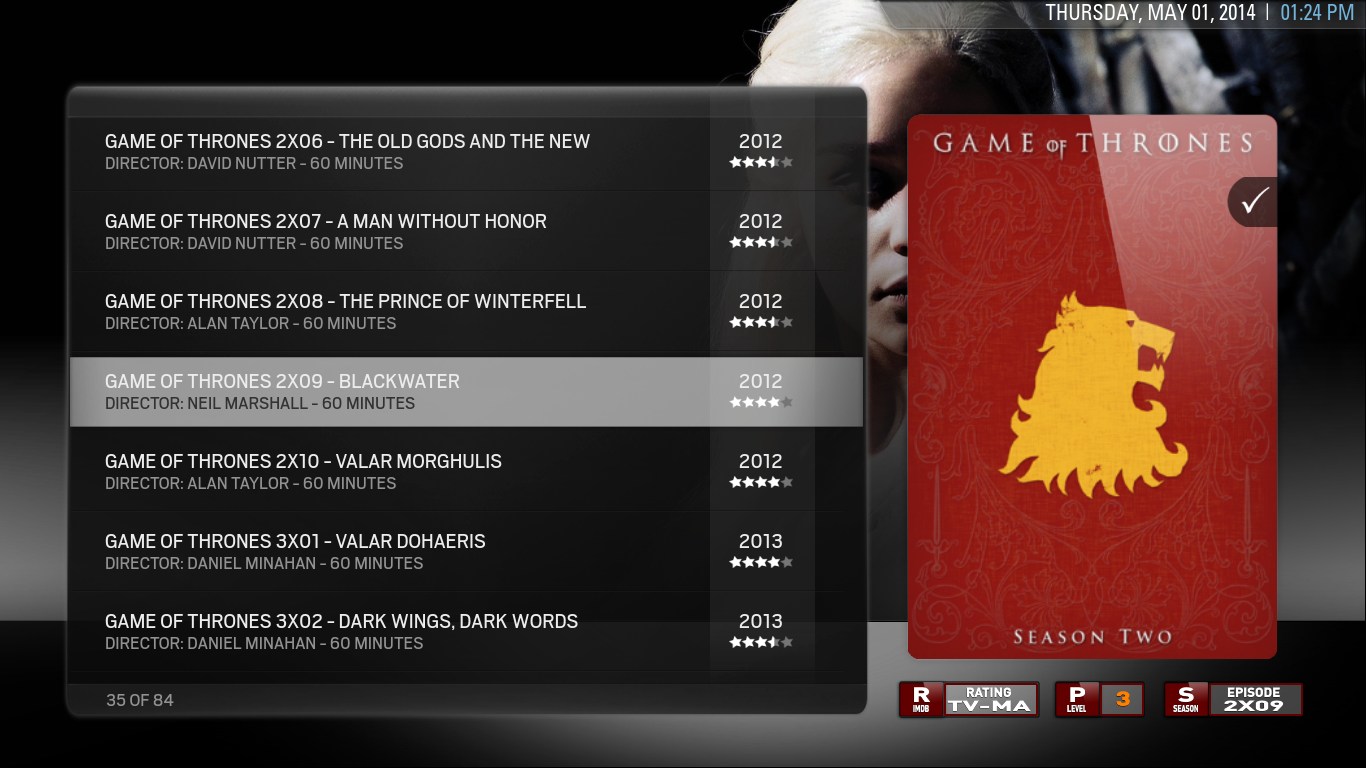 THURSDAY, MAY 01, 2014 | 01:24 PM
GAME OF THRONES 2X06 - THE OLD GODS AND THE NEW 2012
DIRECTOR: DAVID NUTTER - 60 MINUTES
GAME OF THRONES 2X07 - A MAN WITHOUT HONOR 2012
DIRECTOR: DAVID NUTTER - 60 MINUTES
GAME OF THRONES 2X08 - THE PRINCE OF WINTERFELL 2012
DIRECTOR: ALAN TAYLOR - 60 MINUTES
GAME OF THRONES 2X09 - BLACKWATER 2012
DIRECTOR: NEIL MARSHALL - 60 MINUTES
GAME OF THRONES 2X10 - VALAR MORGHULIS 2012
DIRECTOR: ALAN TAYLOR - 60 MINUTES
GAME OF THRONES 3X01 - VALAR DOHAERIS 2013
DIRECTOR: DANIEL MINAHAN - 60 MINUTES
GAME OF THRONES 3X02 - DARK WINGS, DARK WORDS 2013
DIRECTOR: DANIEL MINAHAN - 60 MINUTES
35 OF 84
GAME OF THRONES
SEASON TWO
R IMDB RATING TV-MA
P LEVEL 3
S SEASON EPISODE 2X09